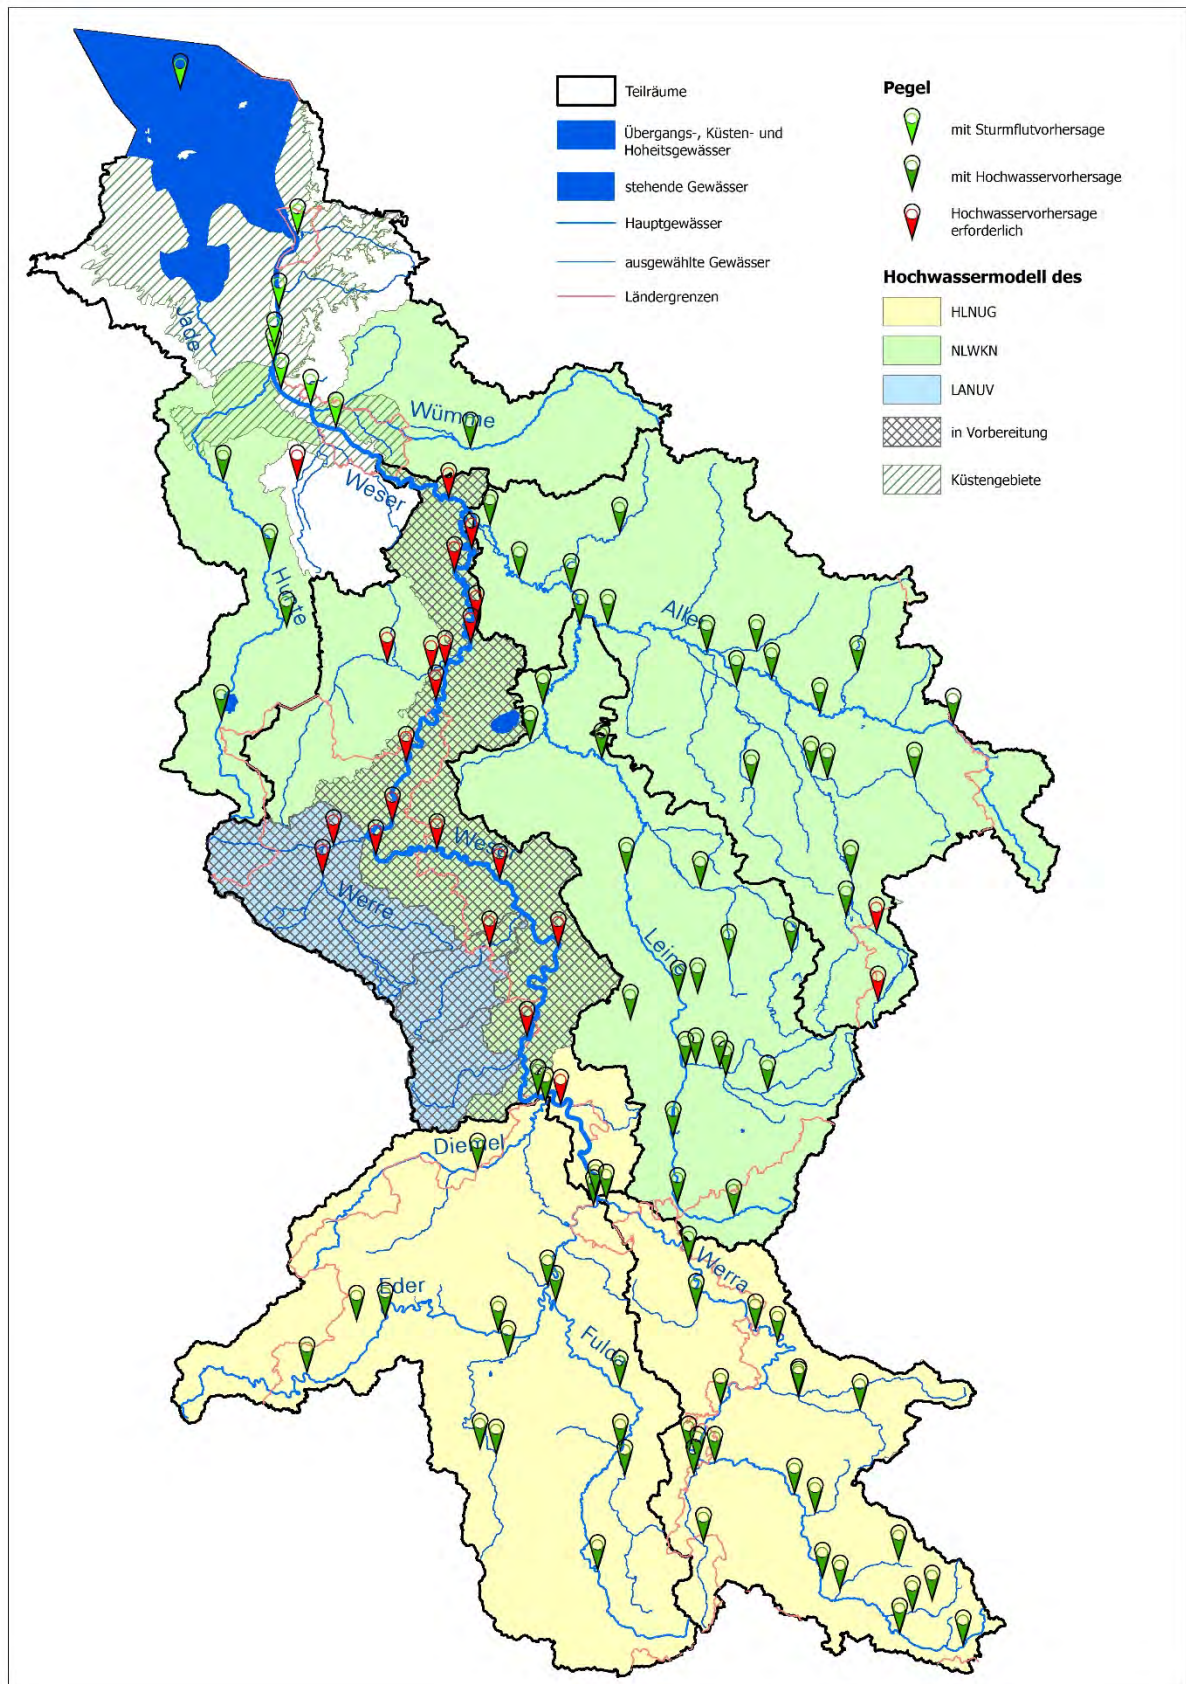 Teilräume
Übergangs-, Küsten- und
Hoheitsgewässer
stehende Gewässer
Hauptgewässer
ausgewählte Gewässer
Ländergrenzen
Pegel
mit Sturmflutvorhersage
mit Hochwasservorhersage
Hochwasservorhersage
erforderlich
Hochwassermodell des
HLNUG
NLWKN
LANUV
in Vorbereitung
Küstengebiete
Jade
Wümme
Weser
Hunte
Aller
Weser
Werre
Leine
Diemel
Werra
Eder
Fulda